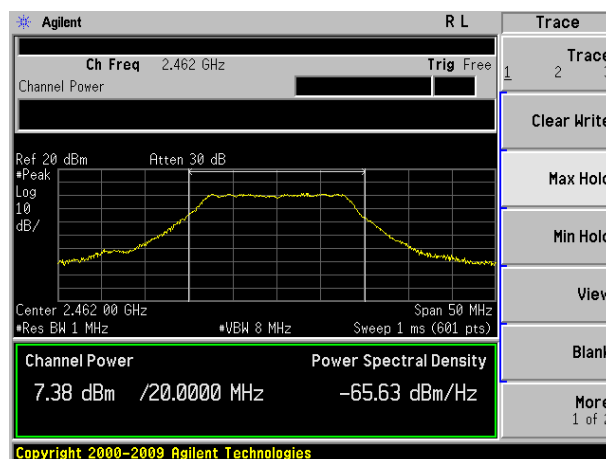 Agilent R L Trace
Ch Freq 2.462 GHz Trig Free
Channel Power
Trace
1 2
Clear Write
Max Hold
Min Hold
View
Blank
More
1 of 2
Ref 20 dBm Atten 30 dB
#Peak
Log
10
dB/
Center 2.462 00 GHz Span 50 MHz
#Res BW 1 MHz #VBW 8 MHz Sweep 1 ms (601 pts)
Channel Power Power Spectral Density
7.38 dBm /20.0000 MHz -65.63 dBm/Hz
Copyright 2000-2009 Agilent Technologies